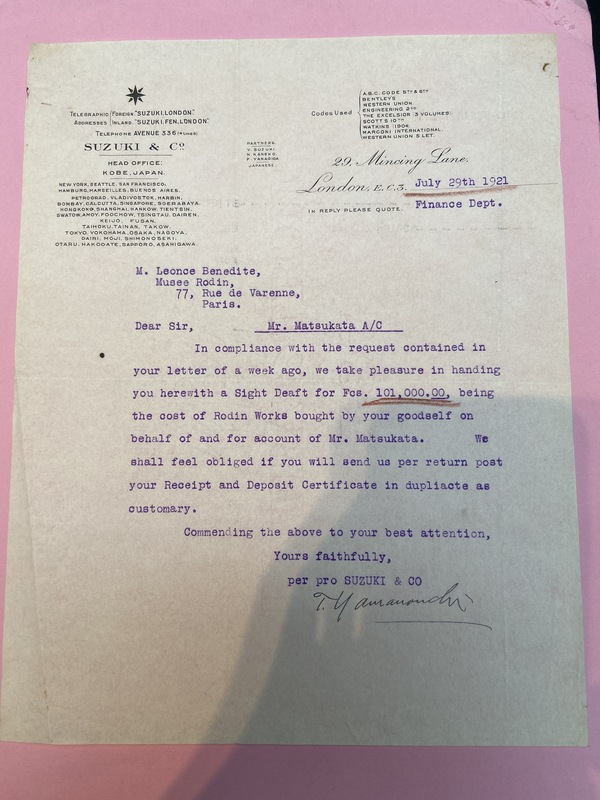 TELEGRAPHIC FOREIGN "SUZUKI, LONDON."
ADDRESSES INLAND "SUZUKI, FEN, LONDON"
TELEPHONE AVENUE 336 (4 LINES)
SUZUKI & Co
HEAD OFFICE:
KOBE, JAPAN.
NEW YORK, SEATTLE, SAN FRANCISCO,
HAMBURG, MARSEILLES, BUENOS AIRES,
PETROGRAD, VLADIVOSTOK, HARBIN,
BOMBAY, CALCUTTA, SINGAPORE, SOERABAYA,
HONGKONG, SHANGHAI, HANKOW, TIENTSIN,
SWATOW, AMOY, FOOCHOW, TSINGTAU, DAIREN,
KEIJO, FUSAN,
TAIHOKU, TAINAN, TAKOW,
TOKYO, YOKOHAMA, OSAKA, NAGOYA,
DAIRI, MOJI, SHIMONOSEKI,
OTARU, HAKODATE, SAPPORO, ASAHIGAWA.
PARTNERS.
Y. SUZUKI
N. KANEKO,
F. YANAGIDA
JAPANESE.
CODES USED
A.B.C. CODE 5TH & 6TH
BENTLEYS
WESTERN UNION.
ENGINEERING 2ND
THE EXCELSIOR (3 VOLUMES)
SCOTTS 10TH
WATKINS 1904.
MARCONI INTERNATIONAL.
WESTERN UNION 5 LET.
29, Mincing Lane,
London, E.C.3. July 29th 1921
IN REPLY PLEASE QUOTE. Finance Dept.
M. Leonce Benedite,
Musee Rodin,
77, Rue de Varenne,
Paris.
Dear Sir, Mr. Matsukata A/C
In compliance with the request contained in
your letter of a week ago, we take pleasure in handing
you herewith a Sight Deaft for Fcs. 101,000.00, being
the cost of Rodin Works bought by your goodself on
behalf of and for account of Mr. Matsukata. We
shall feel obliged if you will send us per return post
your Receipt and Deposit Certificate in dupliacte as
customary.
Commending the above to your best attention,
Yours faithfully,
per pro SUZUKI & CO